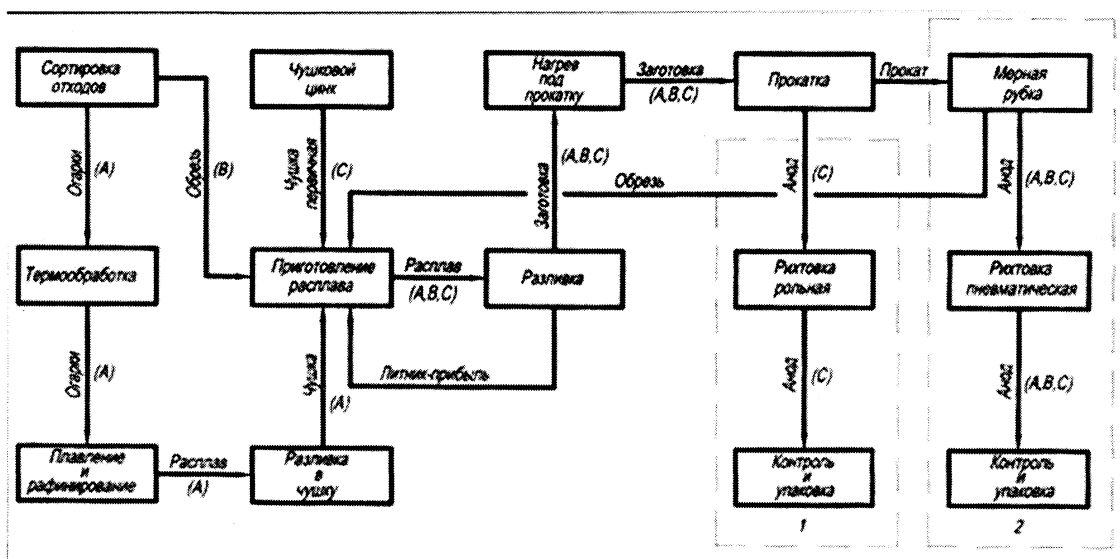 Сортировка
отходов
Чушковой
цинк
Нагрев
под
прокатку
Заготовка
(А,В,С)
Прокатка
Прокат
Мерная
рубка
Огарки
(А)
Обрезь
(В)
Чушка
первичная
(С)
Заготовка
(А,В,С)
Обрезь
Анод
(С)
Анод
(А,В,С)
Термообработка
Приготовление
расплава
Расплав
(А,В,С)
Разливка
Рихтовка
рольная
Рихтовка
пневматическая
Огарки
(А)
Чушка
(А)
Литник-прибыль
Анод
(С)
Анод
(А,В,С)
Плавление
и
рафинирование
Расплав
(А)
Разливка
в
чушку
Контроль
и
упаковка
Контроль
и
упаковка
1
2